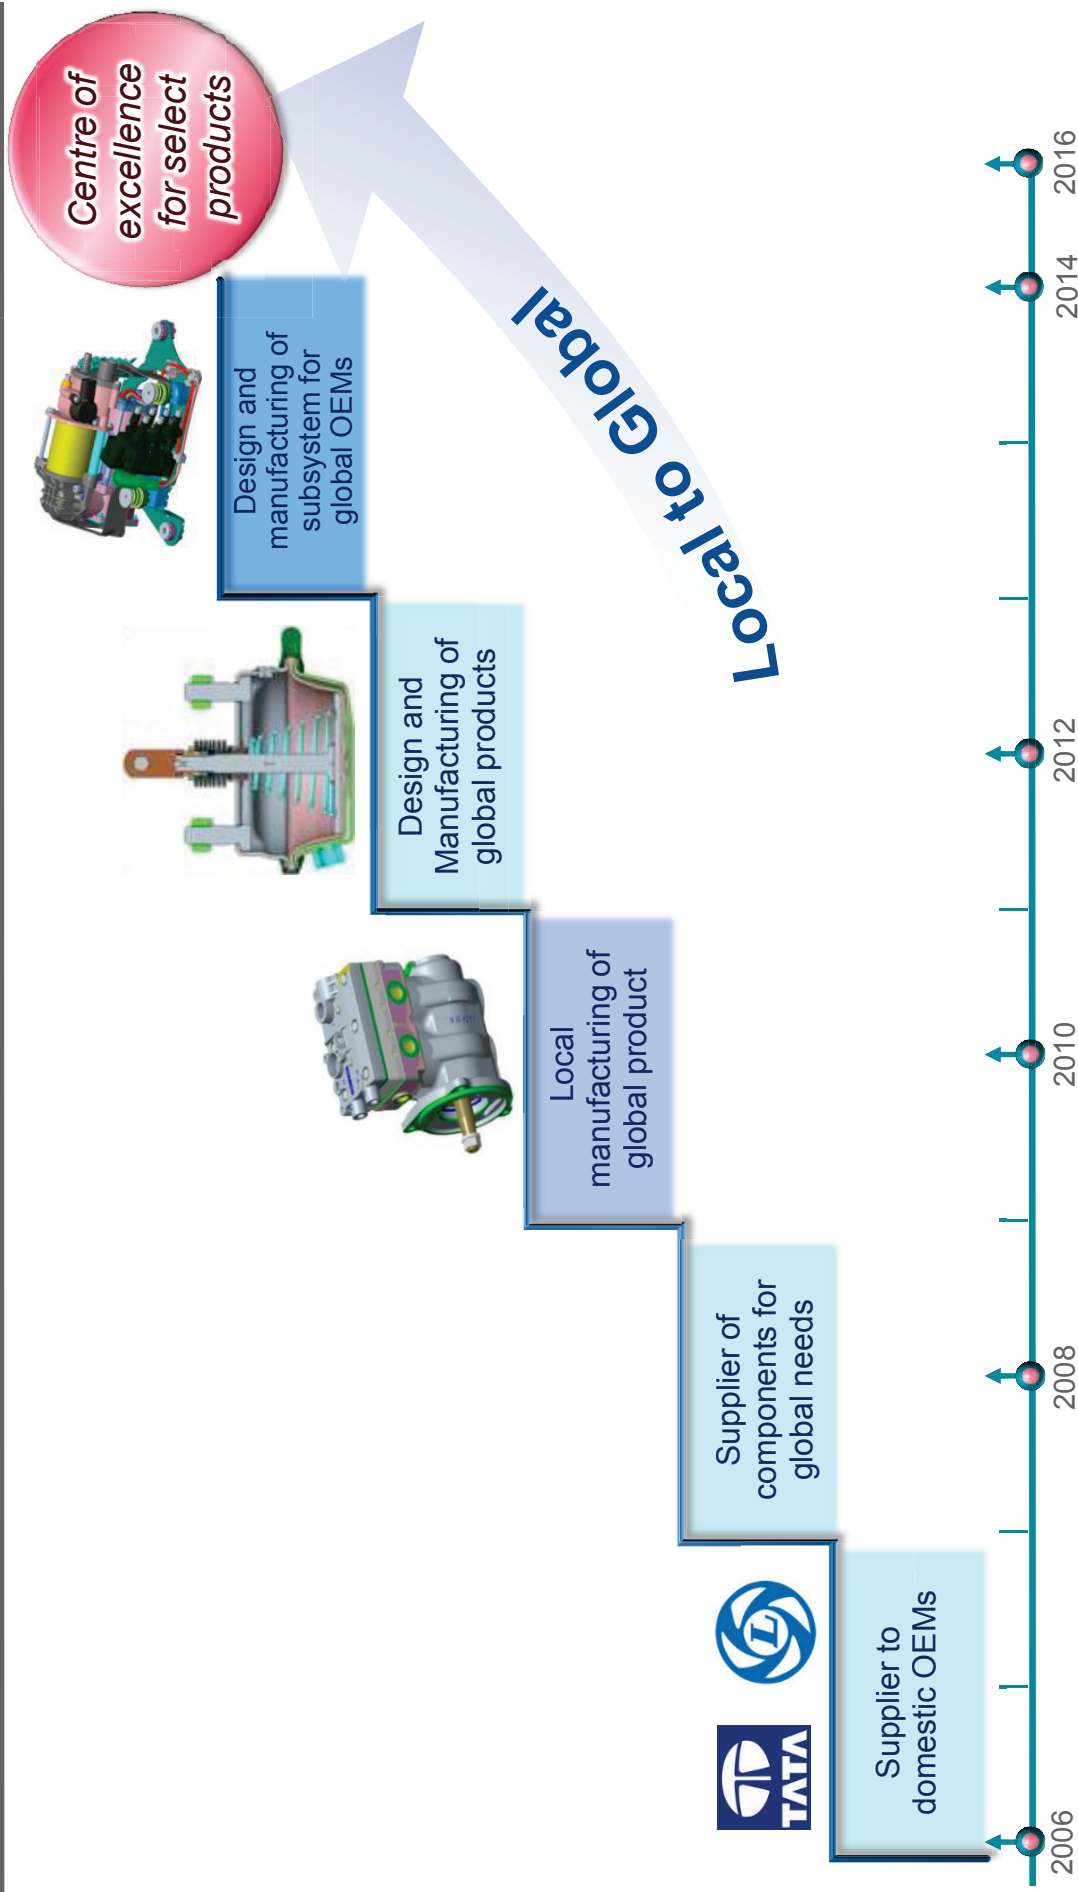 Centre of
excellence
for select
products
Design and
manufacturing of
subsystem for
global OEMs
Design and
Manufacturing of
global products
Local
manufacturing of
global product
Supplier of
components for
global needs
TATA
Supplier to
domestic OEMs
Local to Global
2006
2008
2010
2012
2014
2016